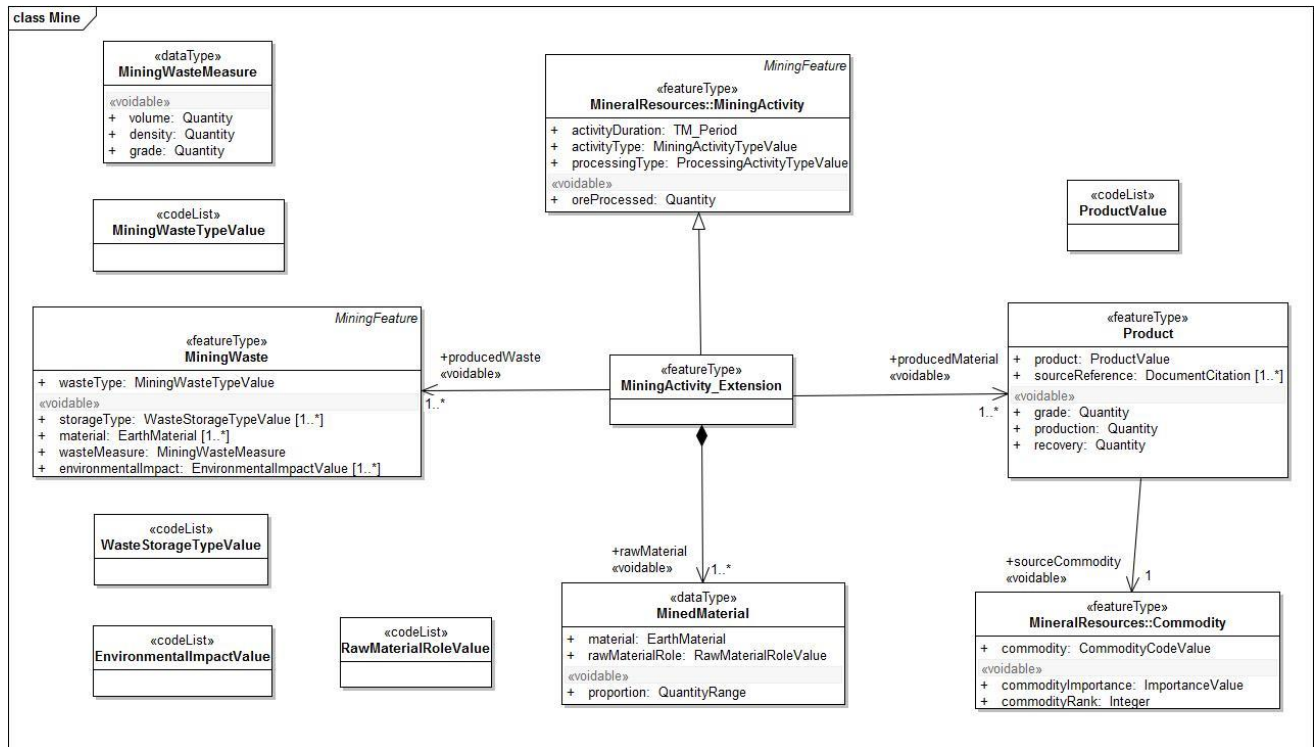 class Mine
«dataType»
MiningWasteMeasure
«voidable»
+ volume: Quantity
+ density: Quantity
+ grade: Quantity
«codeList»
MiningWasteTypeValue
MiningFeature
«featureType»
MineralResources::MiningActivity
+ activityDuration: TM_Period
+ activityType: MiningActivityTypeValue
+ processingType: ProcessingActivityTypeValue
«voidable»
+ oreProcessed: Quantity
«codeList»
ProductValue
MiningFeature
«featureType»
MiningWaste
+ wasteType: MiningWasteTypeValue
«voidable»
+ storageType: WasteStorageTypeValue [1..*]
+ material: EarthMaterial [1..*]
+ wasteMeasure: MiningWasteMeasure
+ environmentalImpact: EnvironmentalImpactValue [1..*]
+producedWaste
«voidable»
1..*
«featureType»
MiningActivity_Extension
+producedMaterial
«voidable»
1..*
«featureType»
Product
+ product: ProductValue
+ sourceReference: DocumentCitation [1..*]
«voidable»
+ grade: Quantity
+ production: Quantity
+ recovery: Quantity
«codeList»
WasteStorageTypeValue
«codeList»
EnvironmentalImpactValue
«codeList»
RawMaterialRoleValue
+rawMaterial
«voidable»
1..*
«dataType»
MinedMaterial
+ material: EarthMaterial
+ rawMaterialRole: RawMaterialRoleValue
«voidable»
+ proportion: QuantityRange
+sourceCommodity
«voidable»
1
«featureType»
MineralResources::Commodity
+ commodity: CommodityCodeValue
«voidable»
+ commodityImportance: ImportanceValue
+ commodityRank: Integer